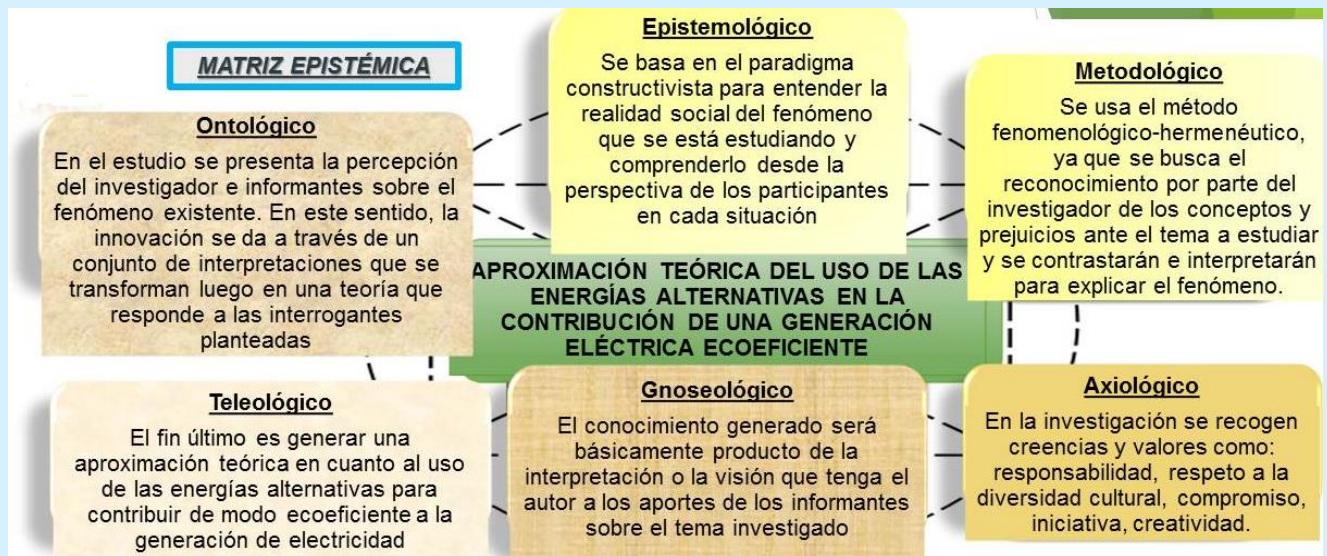 MATRIZ EPISTÉMICA
Ontológico
En el estudio se presenta la percepción
del investigador e informantes sobre el
fenómeno existente. En este sentido, la
innovación se da a través de un
conjunto de interpretaciones que se
transforman luego en una teoría que
responde a las interrogantes
planteadas
Epistemológico
Se basa en el paradigma
constructivista para entender la
realidad social del fenómeno
que se está estudiando y
comprenderlo desde la
perspectiva de los participantes
en cada situación
Metodológico
Se usa el método
fenomenológico-hermenéutico,
ya que se busca el
reconocimiento por parte del
investigador de los conceptos y
prejuicios ante el tema a estudiar
y se contrastarán e interpretarán
para explicar el fenómeno.
APROXIMACIÓN TEÓRICA DEL USO DE LAS
ENERGÍAS ALTERNATIVAS EN LA
CONTRIBUCIÓN DE UNA GENERACIÓN
ELÉCTRICA ECOEFICIENTE
Teleológico
El fin último es generar una
aproximación teórica en cuanto al uso
de las energías alternativas para
contribuir de modo ecoeficiente a la
generación de electricidad
Gnoseológico
El conocimiento generado será
básicamente producto de la
interpretación o la visión que tenga el
autor a los aportes de los informantes
sobre el tema investigado
Axiológico
En la investigación se recogen
creencias y valores como:
responsabilidad, respeto a la
diversidad cultural, compromiso,
iniciativa, creatividad.